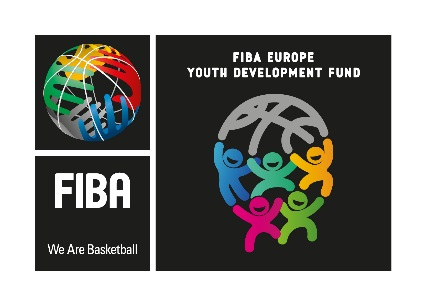 FIBA EUROPE
YOUTH DEVELOPMENT FUND
FIBA
We Are Basketball